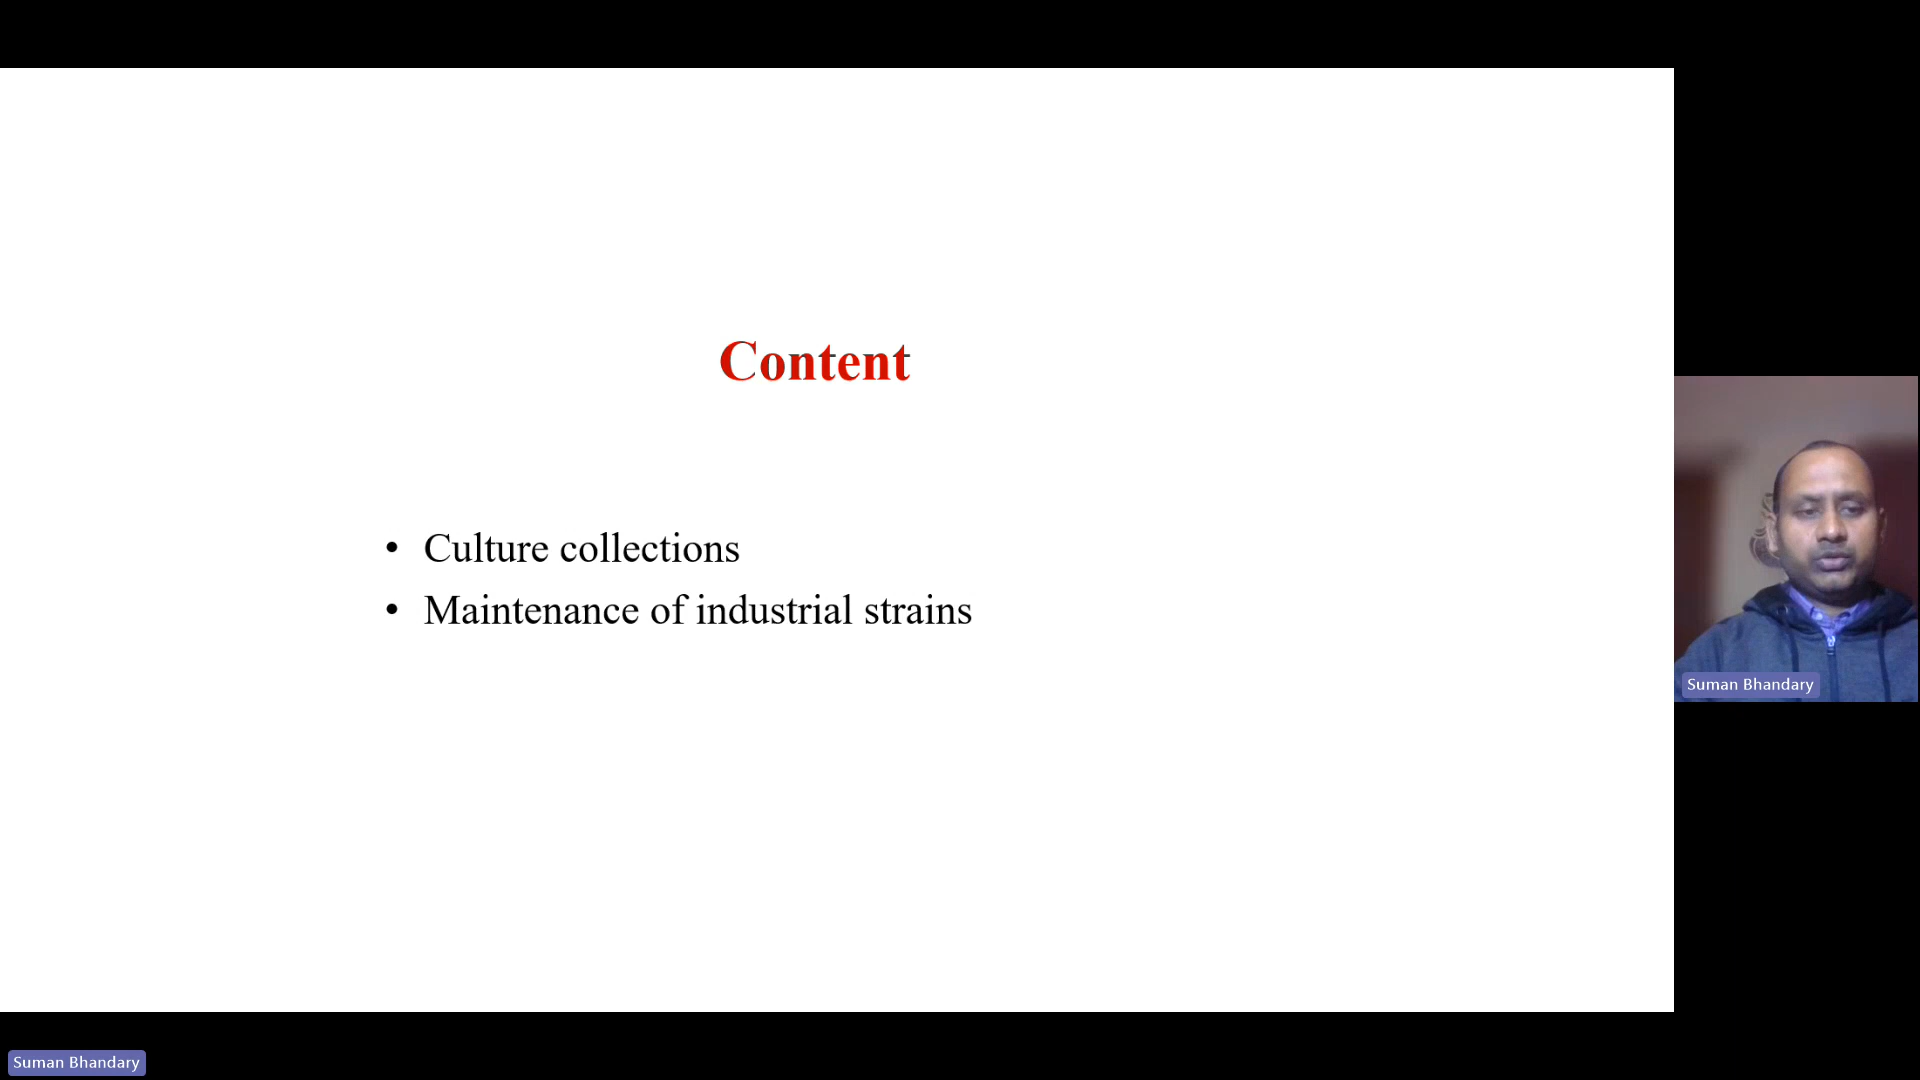 Content
• Culture collections
• Maintenance of industrial strains
Suman Bhandary
Suman Bhandary